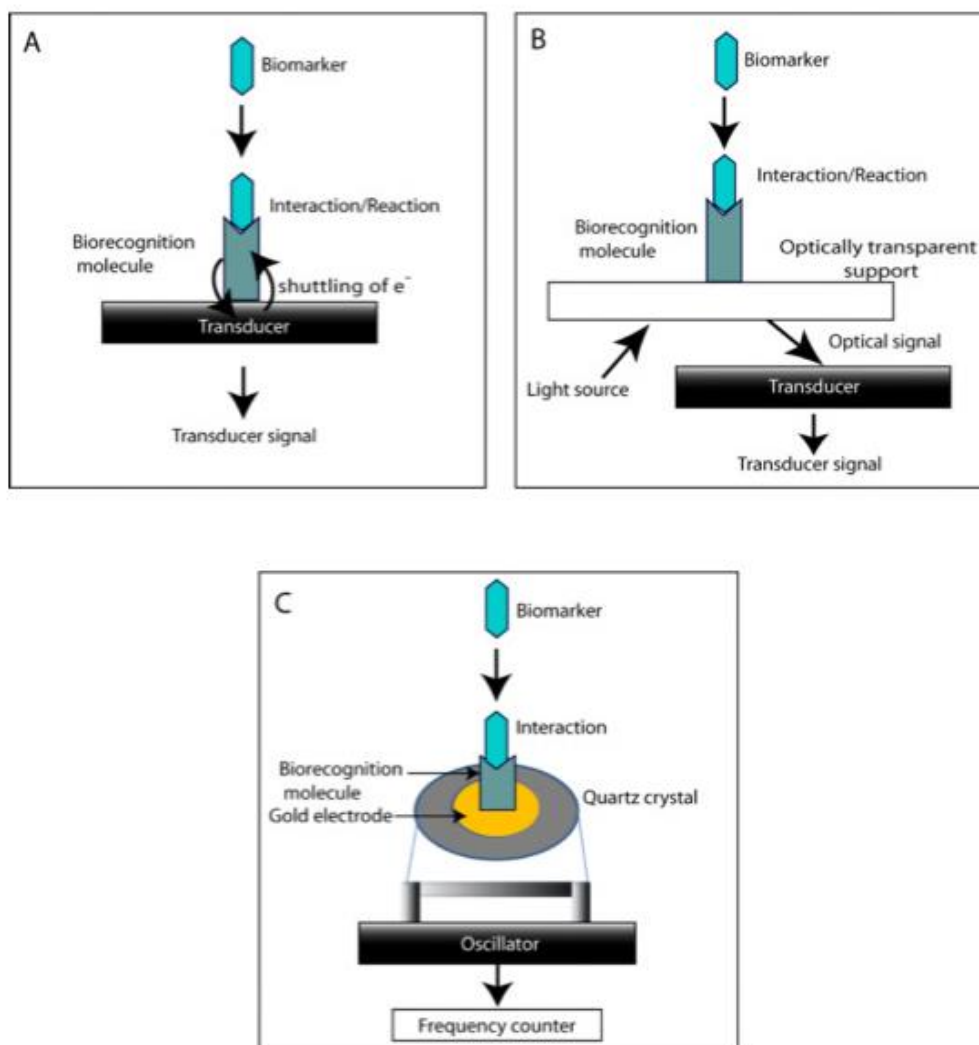 A
Biomarker
Interaction/Reaction
Biorecognition
molecule
shuttling of e⁻
Transducer
Transducer signal
B
Biomarker
Interaction/Reaction
Biorecognition
molecule
Optically transparent
support
Optical signal
Light source
Transducer
Transducer signal
C
Biomarker
Interaction
Biorecognition
molecule
Quartz crystal
Gold electrode
Oscillator
Frequency counter